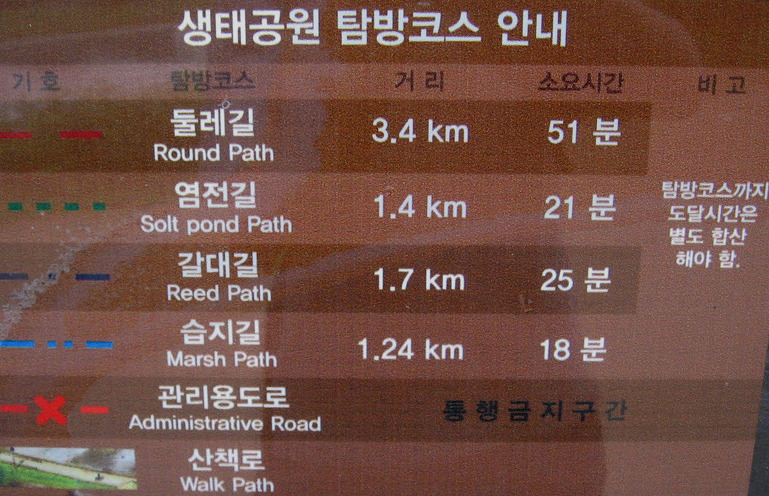 생태공원 탐방코스 안내
기 호 탐방코스 거 리 소요시간 비 고
둘레길 3.4 km 51 분
Round Path
염전길 1.4 km 21 분
Solt pond Path
갈대길 1.7 km 25 분
Reed Path
습지길 1.24 km 18 분
Marsh Path
탐방코스까지
도달시간은
별도 합산
해야 함.
관리용도로 통행금지구간
Administrative Road
산책로
Walk Path